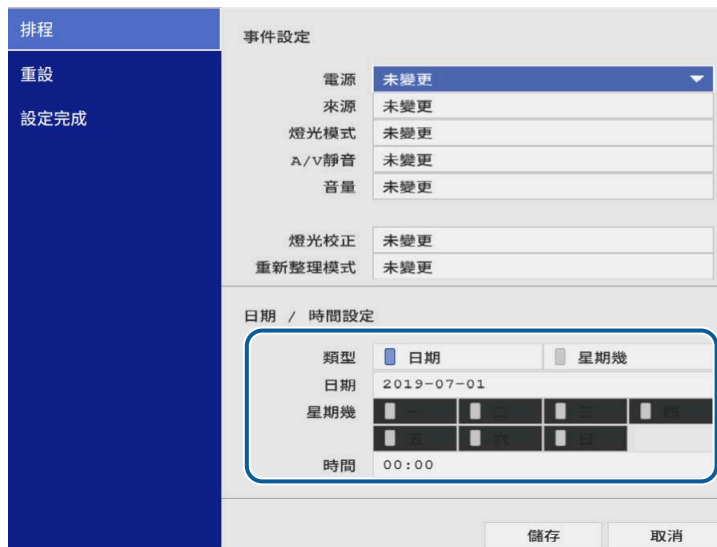 排程
重設
設定完成
事件設定
電源 未變更
來源 未變更
燈光模式 未變更
A/V靜音 未變更
音量 未變更
燈光校正 未變更
重新整理模式 未變更
日期 / 時間設定
類型 日期 星期幾
日期 2019-07-01
星期幾 一 二 三 四
五 六 日
時間 00:00
儲存 取消